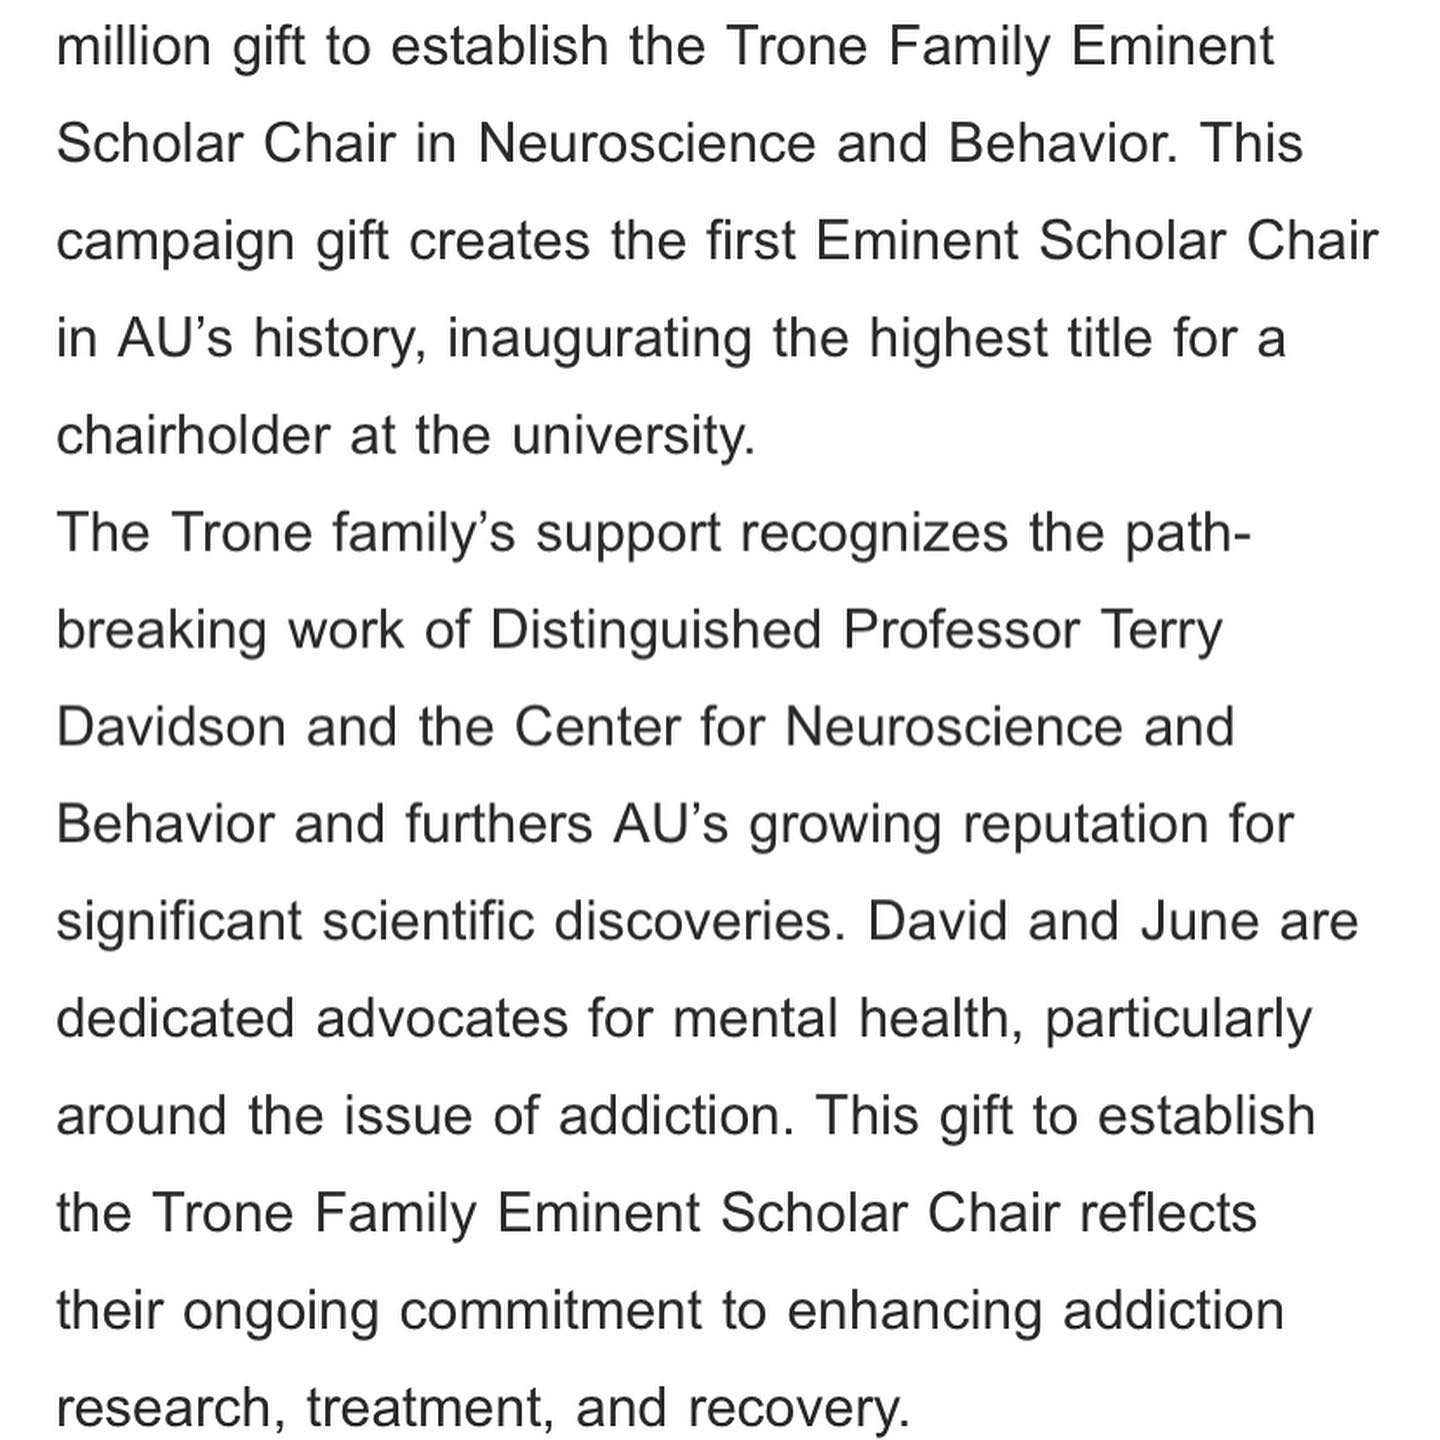 million gift to establish the Trone Family Eminent
Scholar Chair in Neuroscience and Behavior. This
campaign gift creates the first Eminent Scholar Chair
in AU’s history, inaugurating the highest title for a
chairholder at the university.
The Trone family’s support recognizes the path-
breaking work of Distinguished Professor Terry
Davidson and the Center for Neuroscience and
Behavior and furthers AU’s growing reputation for
significant scientific discoveries. David and June are
dedicated advocates for mental health, particularly
around the issue of addiction. This gift to establish
the Trone Family Eminent Scholar Chair reflects
their ongoing commitment to enhancing addiction
research, treatment, and recovery.